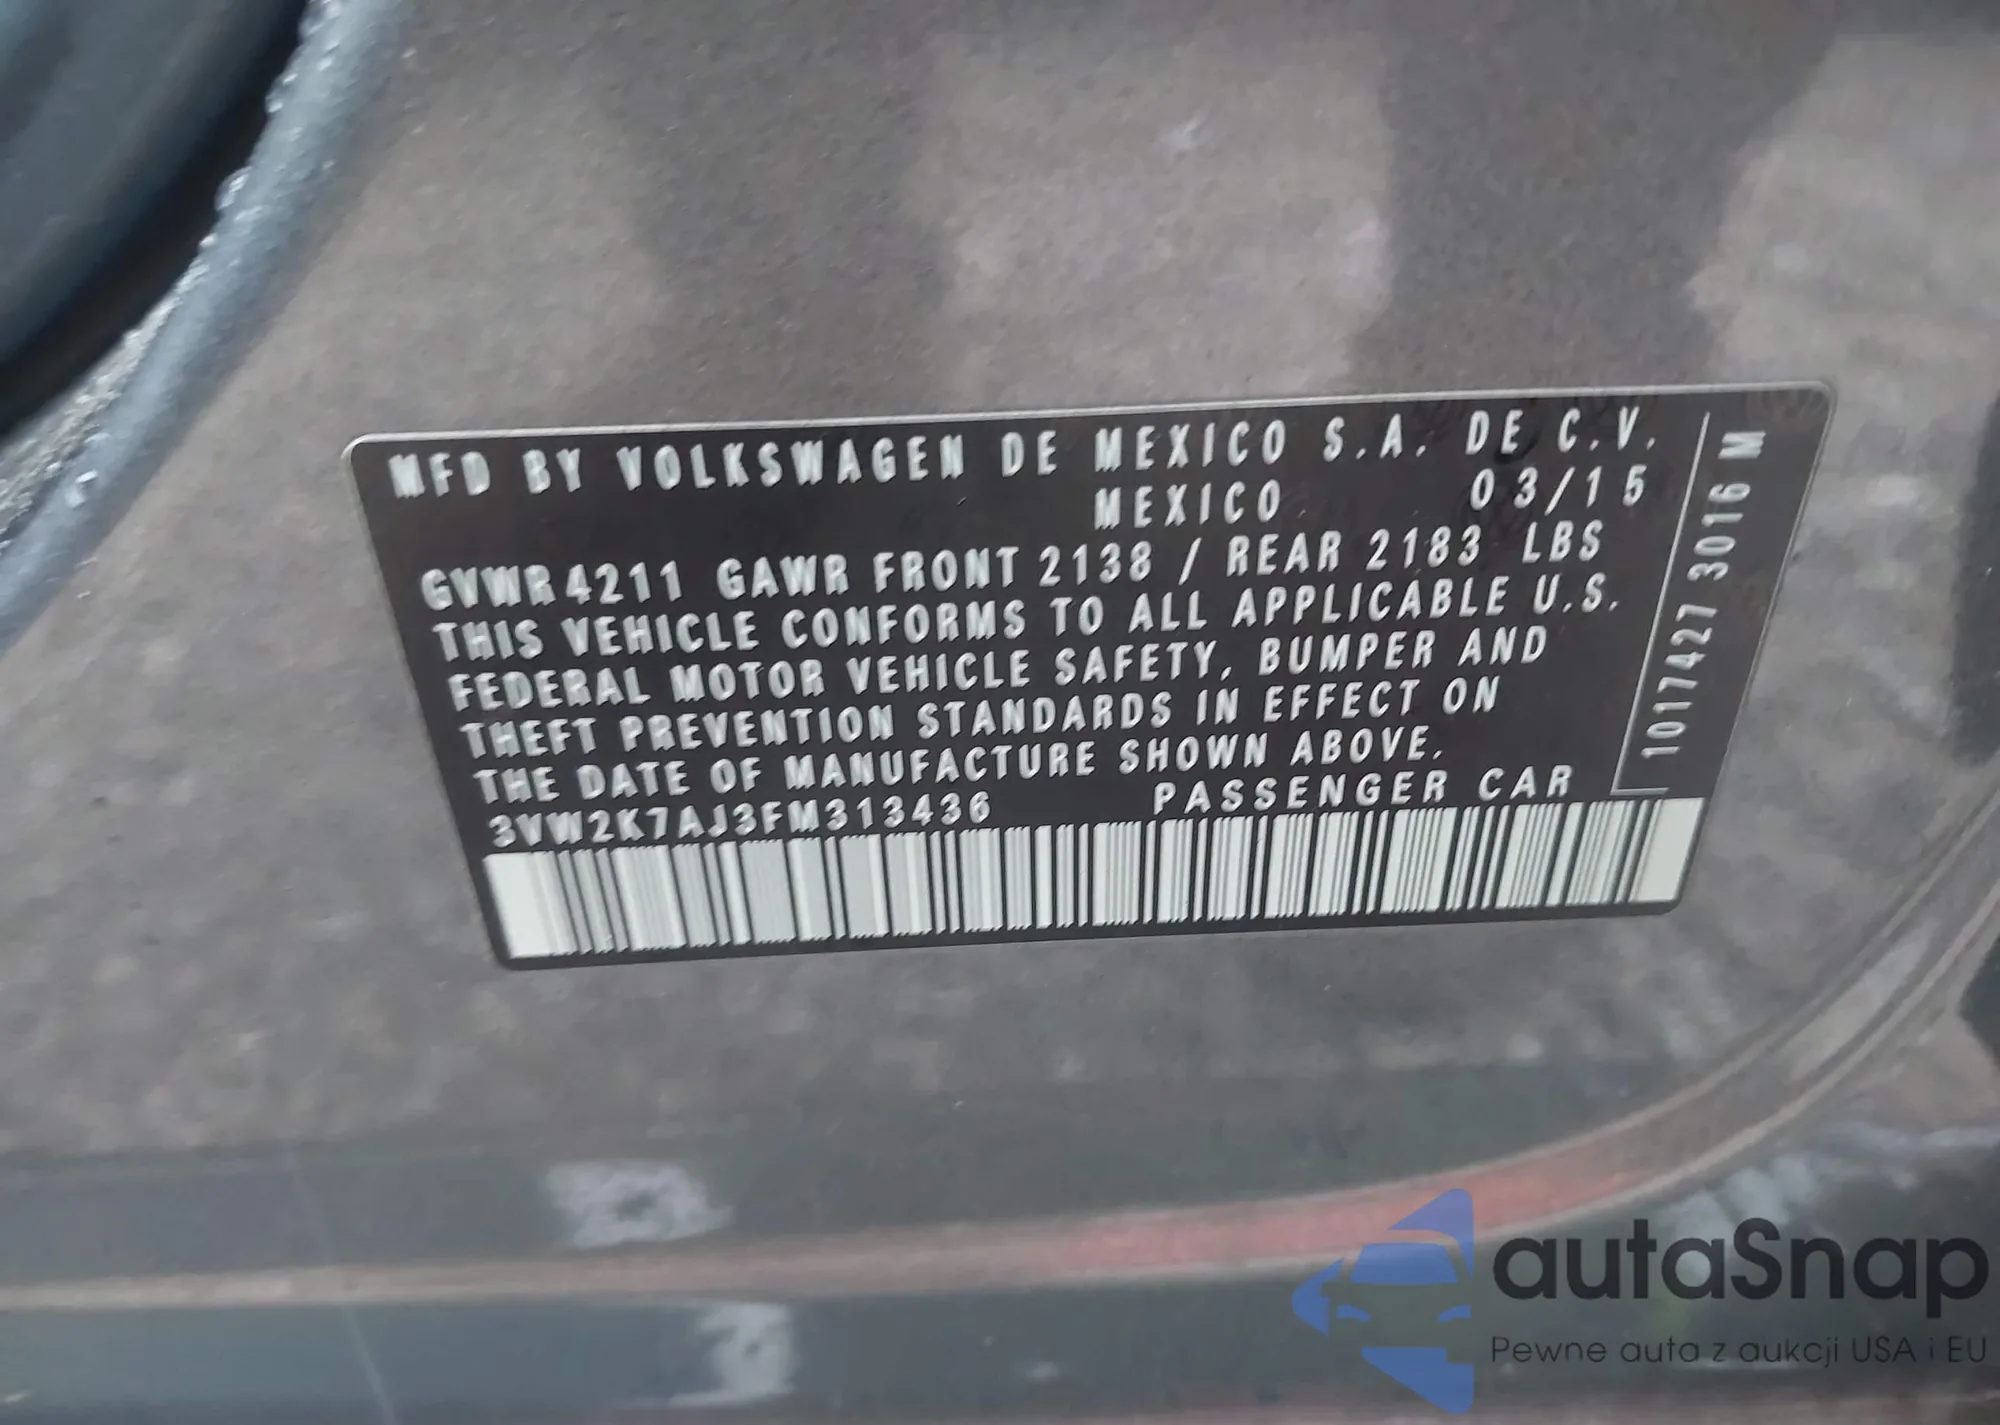 MFD BY VOLKSWAGEN DE MEXICO S.A. DE C.V.
MEXICO 03/15
GVWR 4211 GAWR FRONT 2138 / REAR 2183 LBS
THIS VEHICLE CONFORMS TO ALL APPLICABLE U.S.
FEDERAL MOTOR VEHICLE SAFETY, BUMPER AND
THEFT PREVENTION STANDARDS IN EFFECT ON
THE DATE OF MANUFACTURE SHOWN ABOVE.
3VW2K7AJ3FM313436 PASSENGER CAR
1017427 3016 M
autaSnap
Pewne auta z aukcji USA i EU